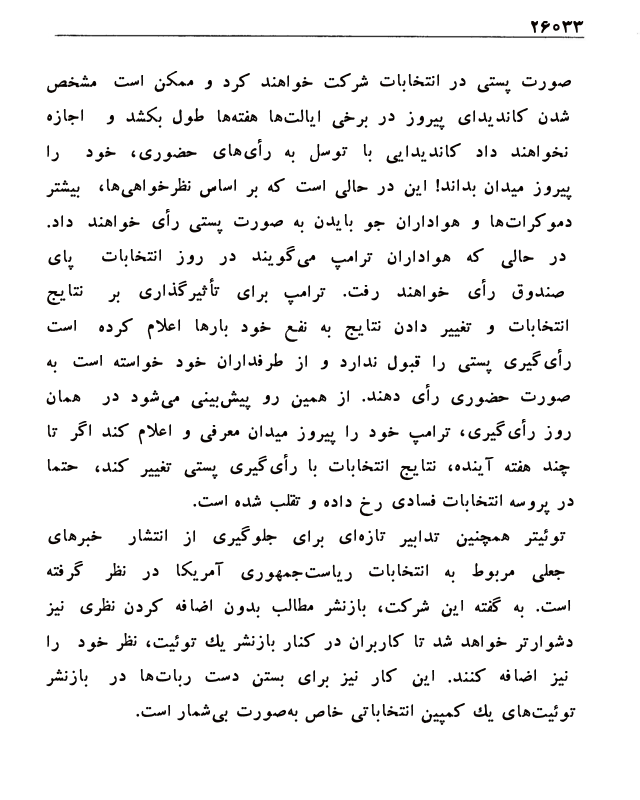 ۲۶۰۳۳
صورت پستی در انتخابات شرکت خواهند کرد و ممکن است مشخص
شدن کاندیدای پیروز در برخی ایالت‌ها هفته‌ها طول بکشد و اجازه
نخواهند داد کاندیدایی با توسل به رأی‌های حضوری، خود را
پیروز میدان بداند! این در حالی است که بر اساس نظرخواهی‌ها، بیشتر
دموکرات‌ها و هواداران جو بایدن به صورت پستی رأی خواهند داد.
در حالی که هواداران ترامپ می‌گویند در روز انتخابات پای
صندوق رأی خواهند رفت. ترامپ برای تأثیرگذاری بر نتایج
انتخابات و تغییر دادن نتایج به نفع خود بارها اعلام کرده است
رأی‌گیری پستی را قبول ندارد و از طرفداران خود خواسته است به
صورت حضوری رأی دهند. از همین رو پیش‌بینی می‌شود در همان
روز رأی‌گیری، ترامپ خود را پیروز میدان معرفی و اعلام کند اگر تا
چند هفته آینده، نتایج انتخابات با رأی‌گیری پستی تغییر کند، حتما
در پروسه انتخابات فسادی رخ داده و تقلب شده است.
توئیتر همچنین تدابیر تازه‌ای برای جلوگیری از انتشار خبرهای
جعلی مربوط به انتخابات ریاست‌جمهوری آمریکا در نظر گرفته
است. به گفته این شرکت، بازنشر مطالب بدون اضافه کردن نظری نیز
دشوارتر خواهد شد تا کاربران در کنار بازنشر یك توئیت، نظر خود را
نیز اضافه کنند. این کار نیز برای بستن دست ربات‌ها در بازنشر
توئیت‌های یك کمپین انتخاباتی خاص به‌صورت بی‌شمار است.